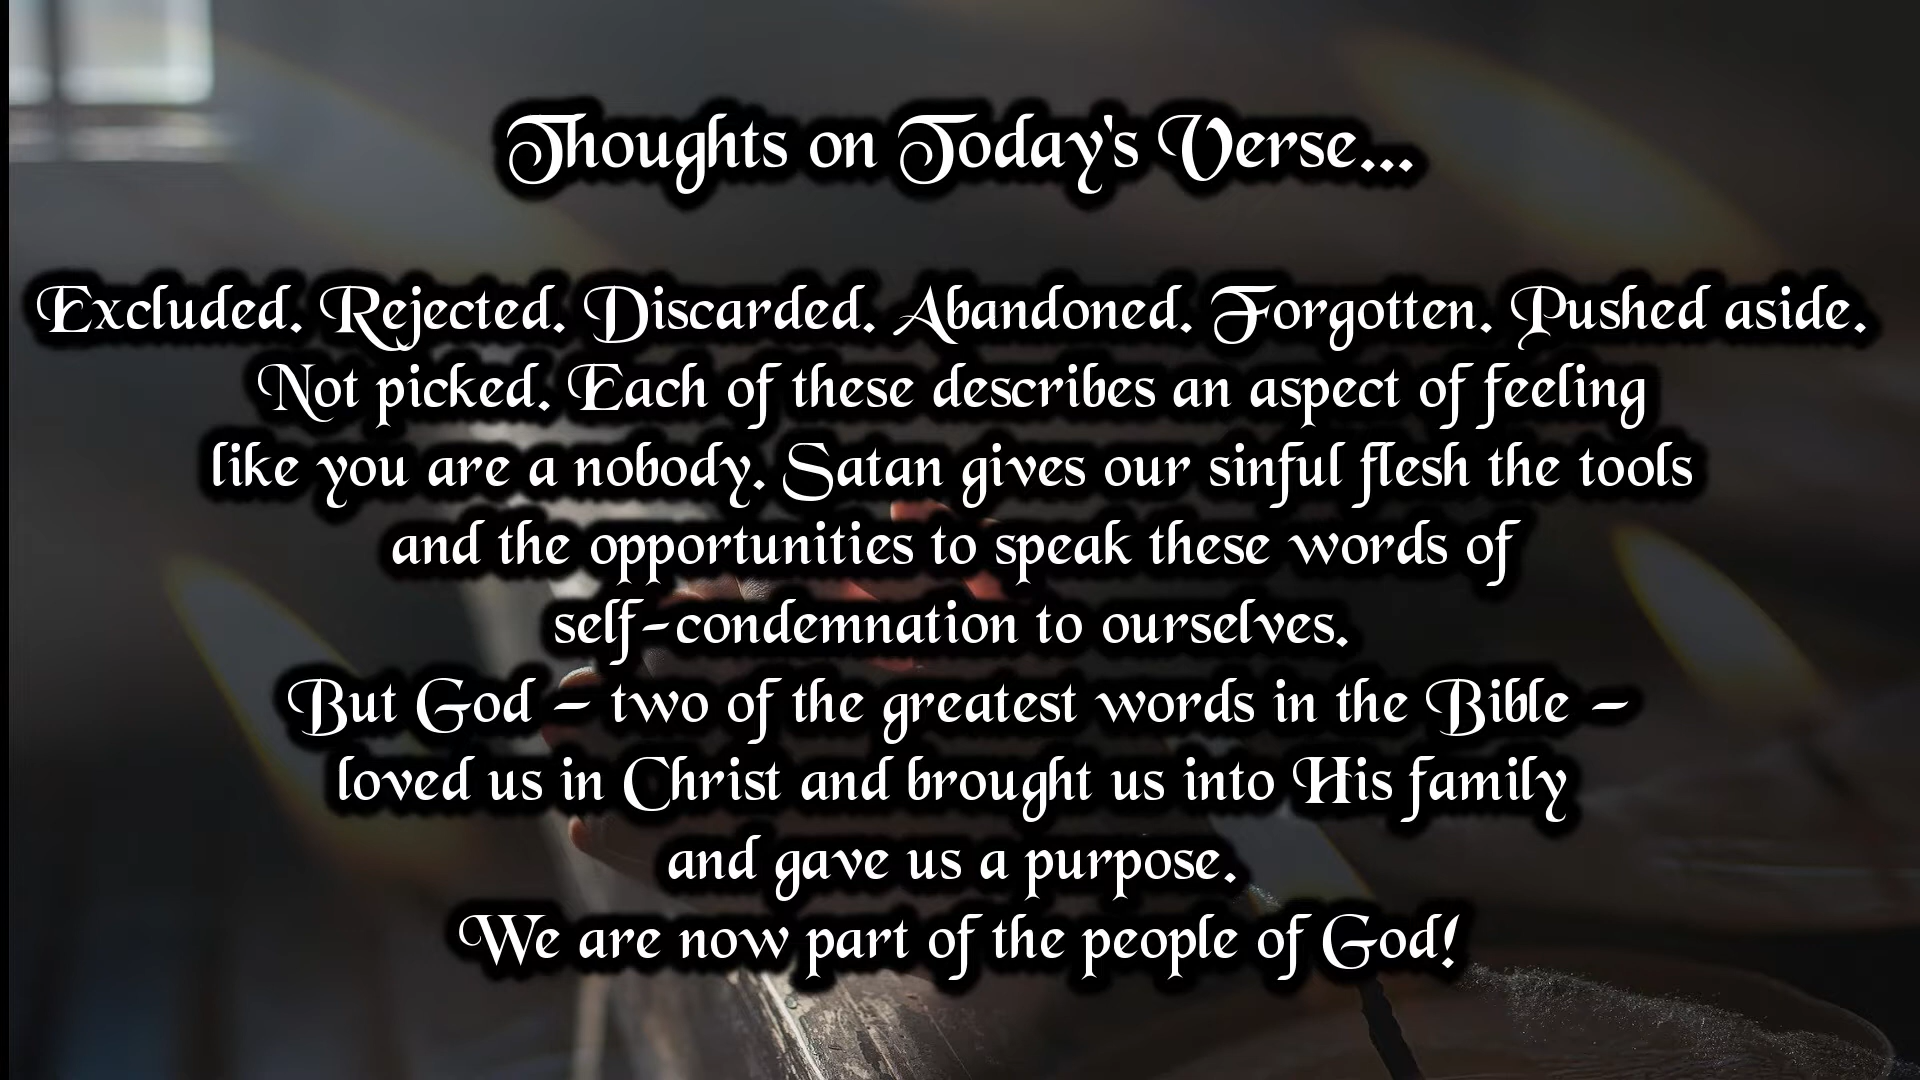 Thoughts on Today's Verse...
Excluded. Rejected. Discarded. Abandoned. Forgotten. Pushed aside.
Not picked. Each of these describes an aspect of feeling
like you are a nobody. Satan gives our sinful flesh the tools
and the opportunities to speak these words of
self-condemnation to ourselves.
But God – two of the greatest words in the Bible –
loved us in Christ and brought us into His family
and gave us a purpose.
We are now part of the people of God!